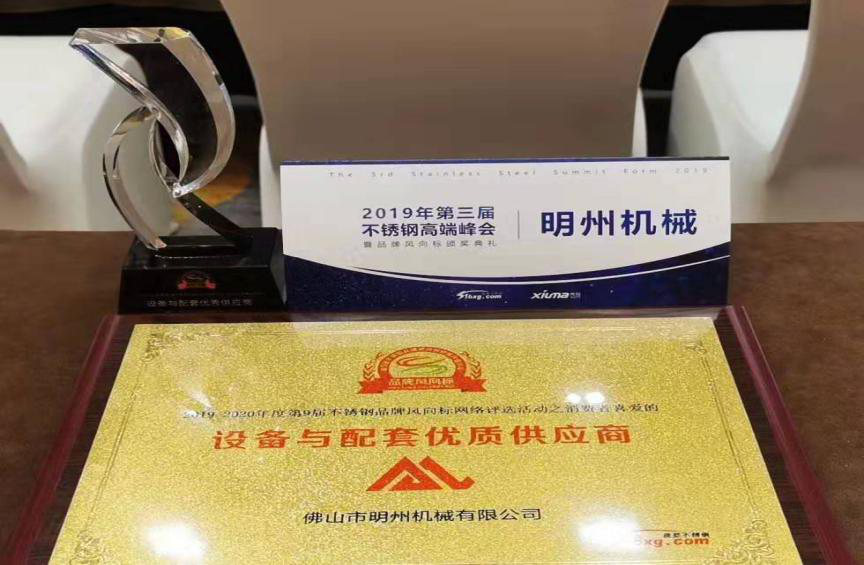 The 3rd Stainless Steel Summit Form 2019
2019年第三届
不锈钢高端峰会
暨品牌风向标颁奖典礼
明州机械
51bxg.com
xiuma
设备与配套优秀供应商
品牌风向标
2019-2020年度第9届不锈钢品牌风向标网络评选活动之消费者喜爱的
设备与配套优质供应商
佛山市明州机械有限公司
bxg.com